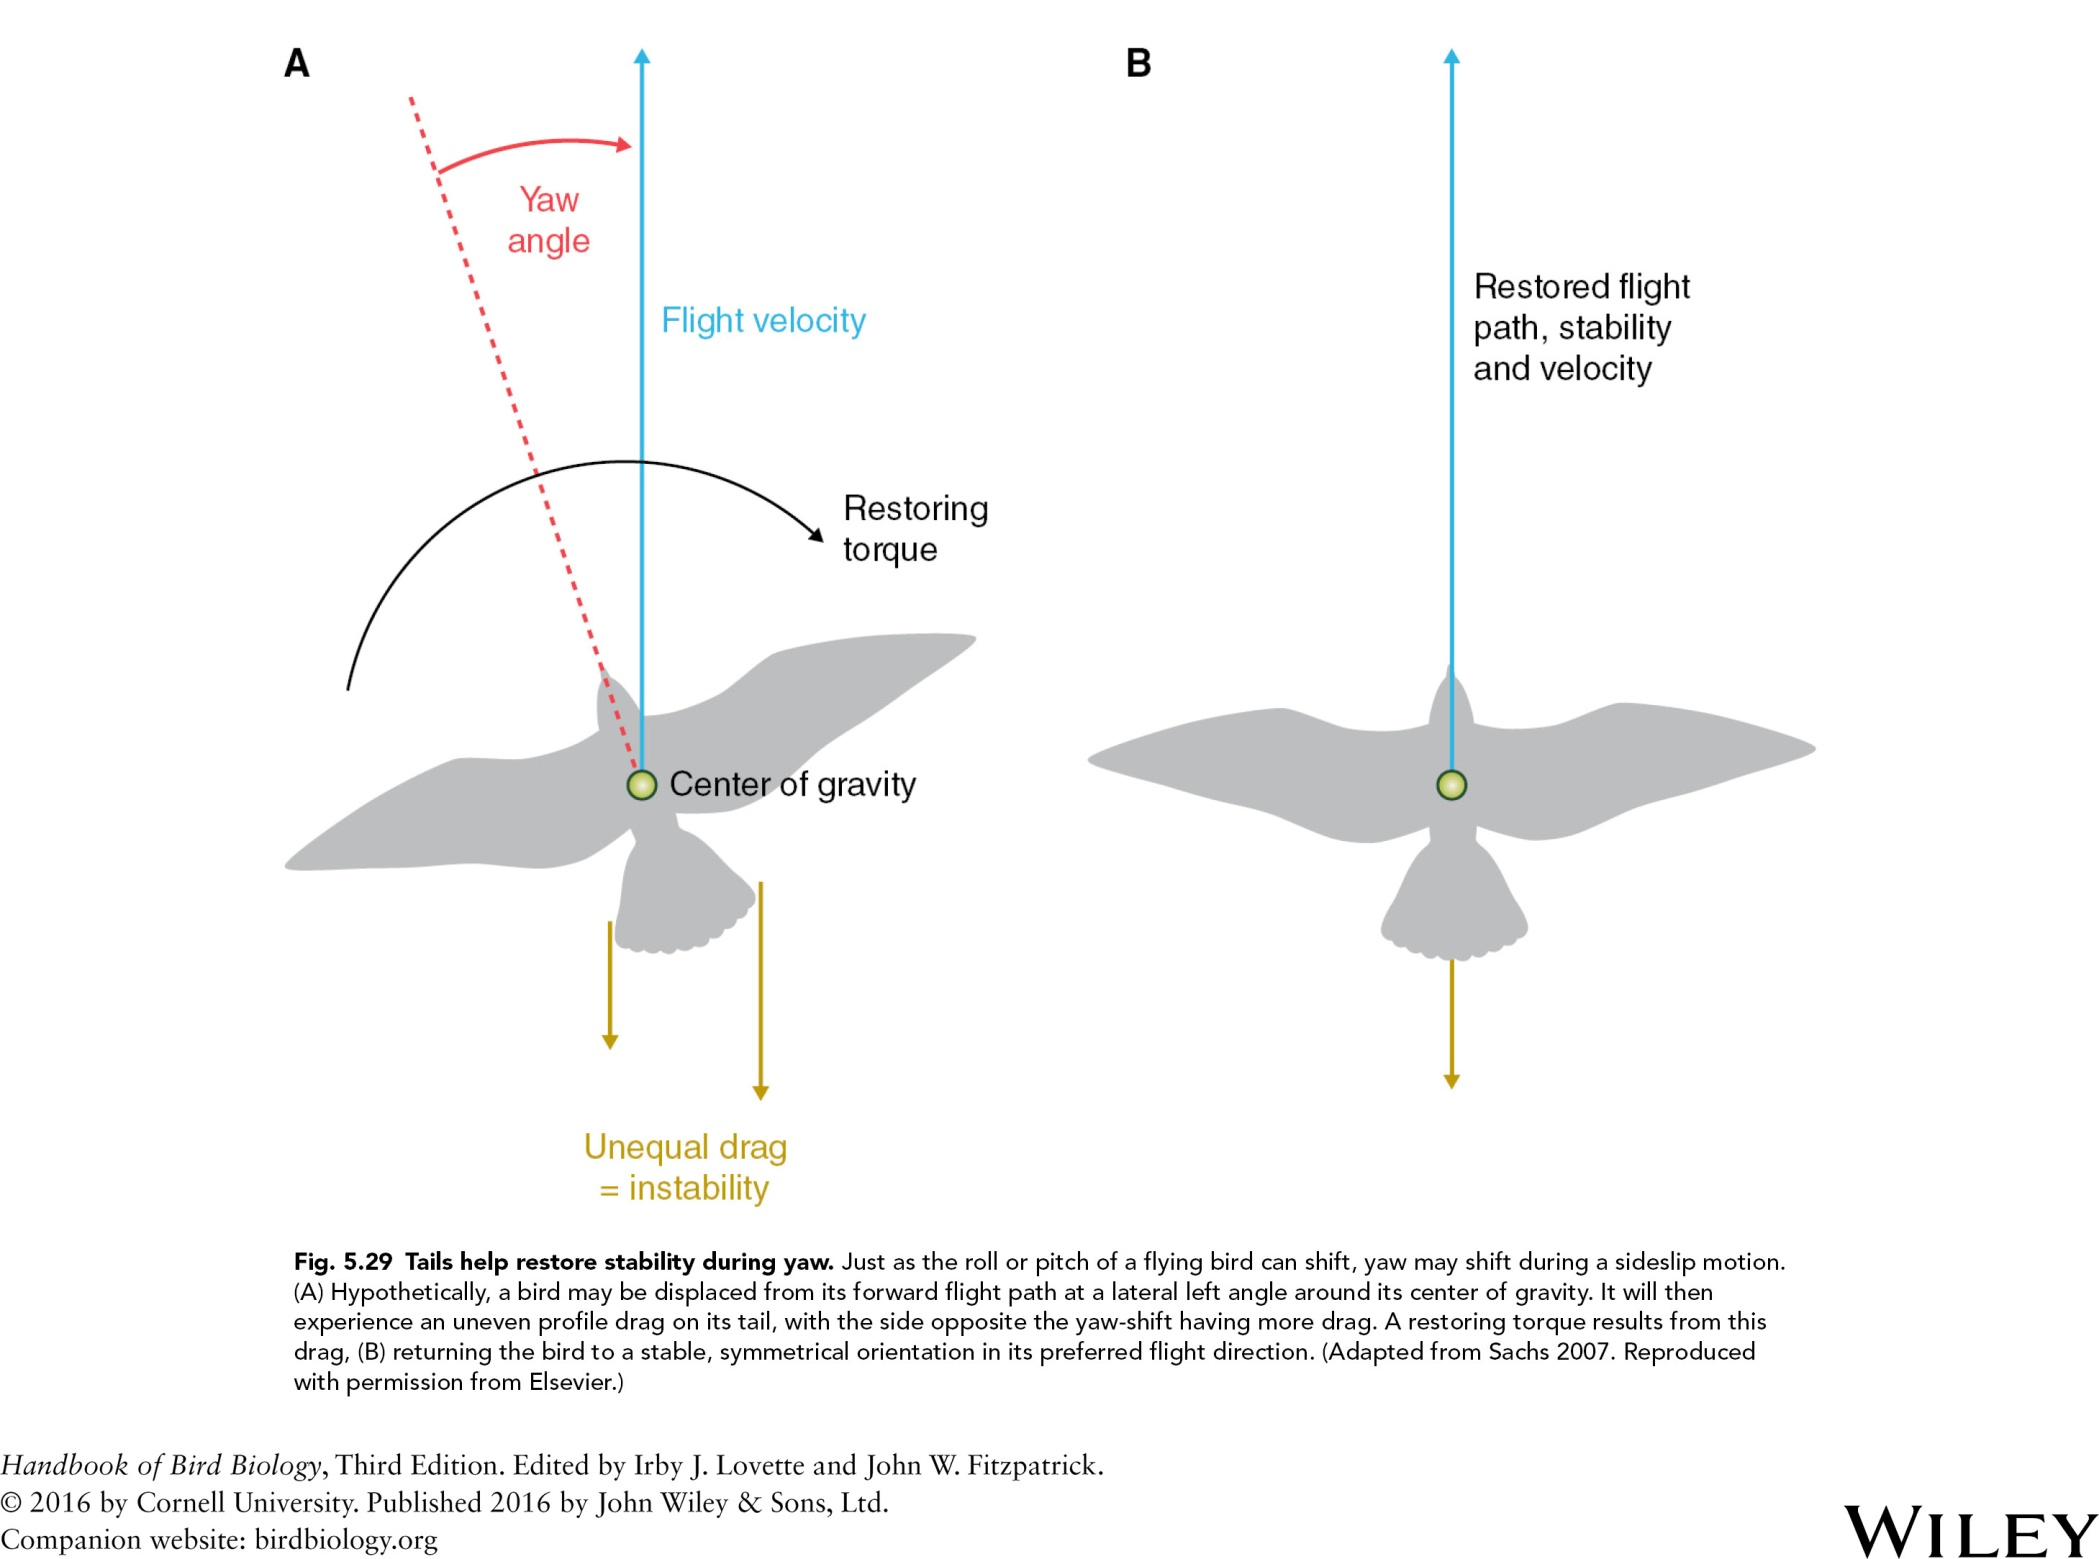 A
B
Yaw
angle
Flight velocity
Restored flight
path, stability
and velocity
Restoring
torque
Center of gravity
Unequal drag
= instability
Fig. 5.29 Tails help restore stability during yaw. Just as the roll or pitch of a flying bird can shift, yaw may shift during a sideslip motion.
(A) Hypothetically, a bird may be displaced from its forward flight path at a lateral left angle around its center of gravity. It will then
experience an uneven profile drag on its tail, with the side opposite the yaw-shift having more drag. A restoring torque results from this
drag, (B) returning the bird to a stable, symmetrical orientation in its preferred flight direction. (Adapted from Sachs 2007. Reproduced
with permission from Elsevier.)
Handbook of Bird Biology, Third Edition. Edited by Irby J. Lovette and John W. Fitzpatrick.
© 2016 by Cornell University. Published 2016 by John Wiley & Sons, Ltd.
Companion website: birdbiology.org
WILEY